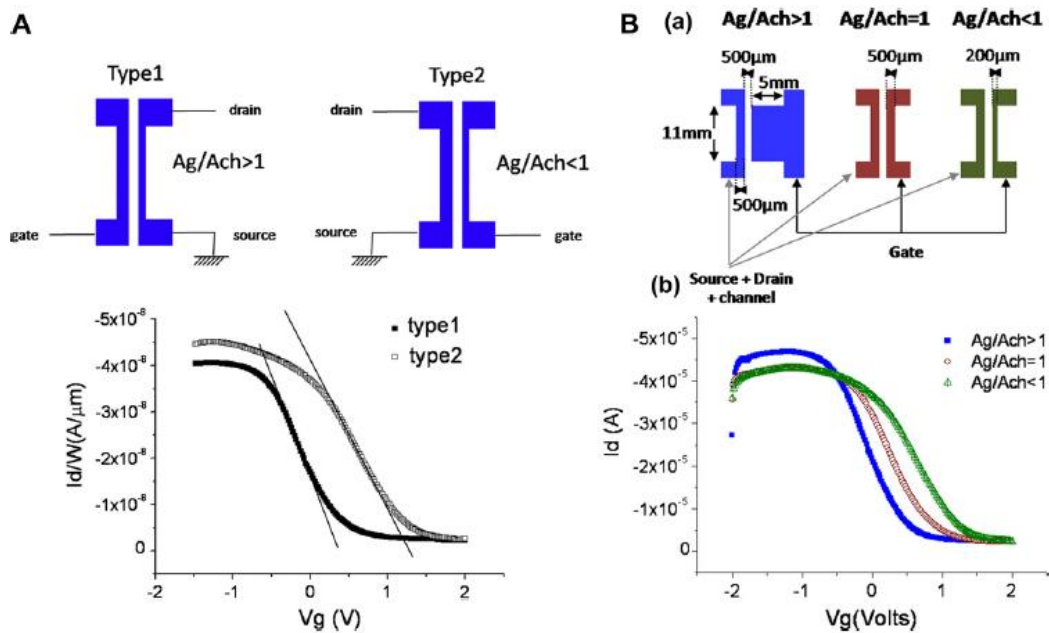 A
Type1
drain
Ag/Ach>1
gate
source
Type2
drain
Ag/Ach<1
source
gate
-5x10⁻⁸
-4x10⁻⁸
-3x10⁻⁸
-2x10⁻⁸
-1x10⁻⁸
0
Id/W(A/μm)
type1
type2
-2
-1
0
1
2
Vg (V)
B
(a)
Ag/Ach>1
Ag/Ach=1
Ag/Ach<1
500μm
500μm
200μm
5mm
11mm
500μm
Gate
Source + Drain
+ channel
(b)
-5x10⁻⁵
-4x10⁻⁵
-3x10⁻⁵
-2x10⁻⁵
-1x10⁻⁵
0
Id (A)
Ag/Ach>1
Ag/Ach=1
Ag/Ach<1
-2
-1
0
1
2
Vg(Volts)